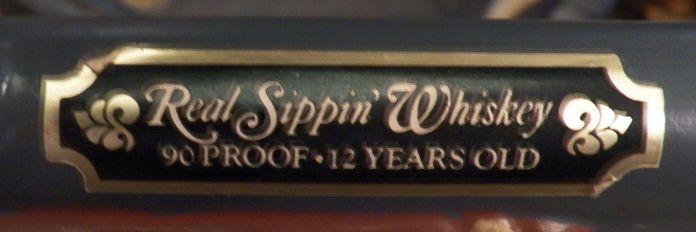 Real Sippin' Whiskey
90 PROOF • 12 YEARS OLD